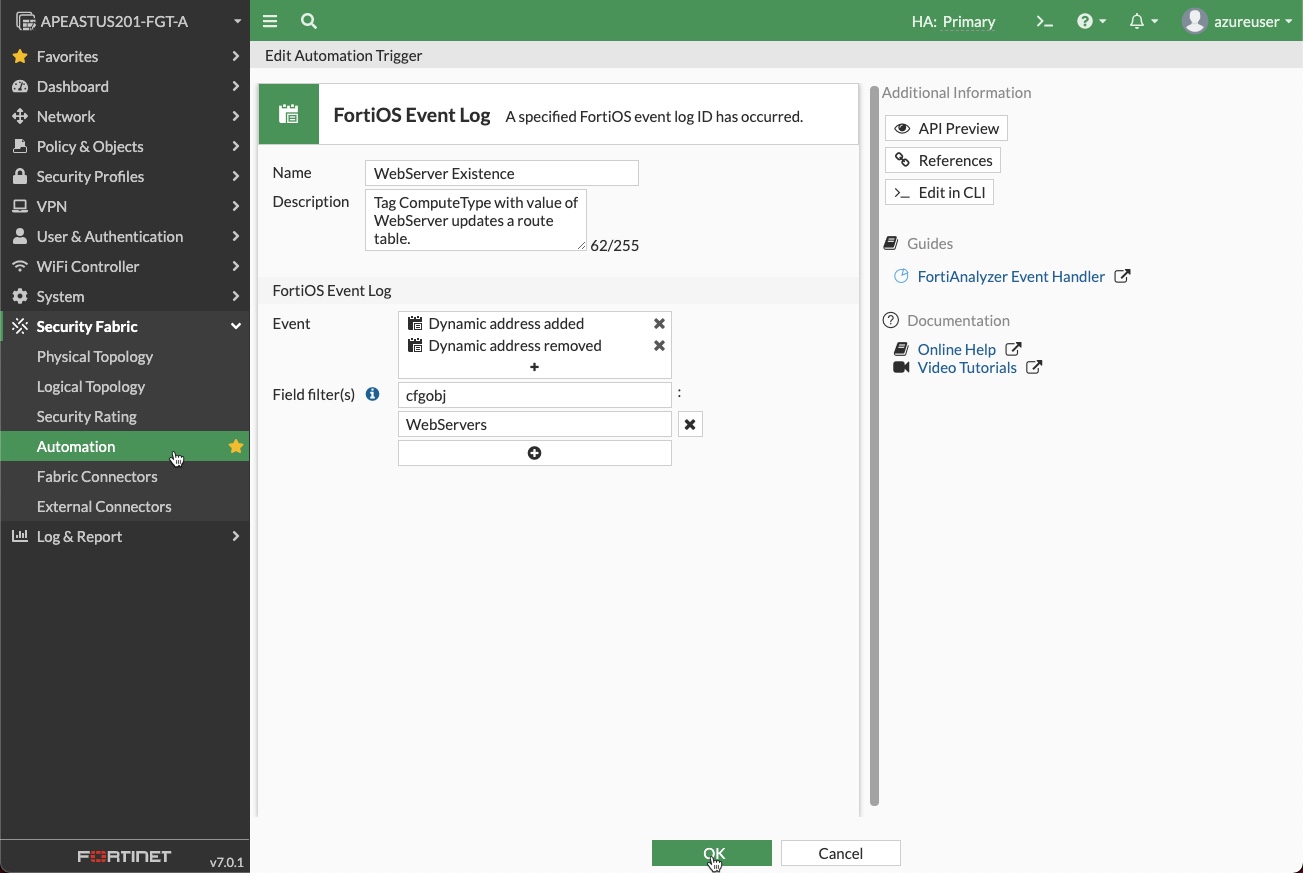 APEASTUS201-FGT-A
HA: Primary
azureuser
Favorites
Dashboard
Network
Policy & Objects
Security Profiles
VPN
User & Authentication
WiFi Controller
System
Security Fabric
Physical Topology
Logical Topology
Security Rating
Automation
Fabric Connectors
External Connectors
Log & Report
FORTINET
v7.0.1
Edit Automation Trigger
FortiOS Event Log A specified FortiOS event log ID has occurred.
Name WebServer Existence
Description Tag ComputeType with value of
WebServer updates a route
table.
62/255
FortiOS Event Log
Event Dynamic address added
Dynamic address removed
Field filter(s) cfgobj :
WebServers
OK Cancel
Additional Information
API Preview
References
>_ Edit in CLI
Guides
FortiAnalyzer Event Handler
Documentation
Online Help
Video Tutorials